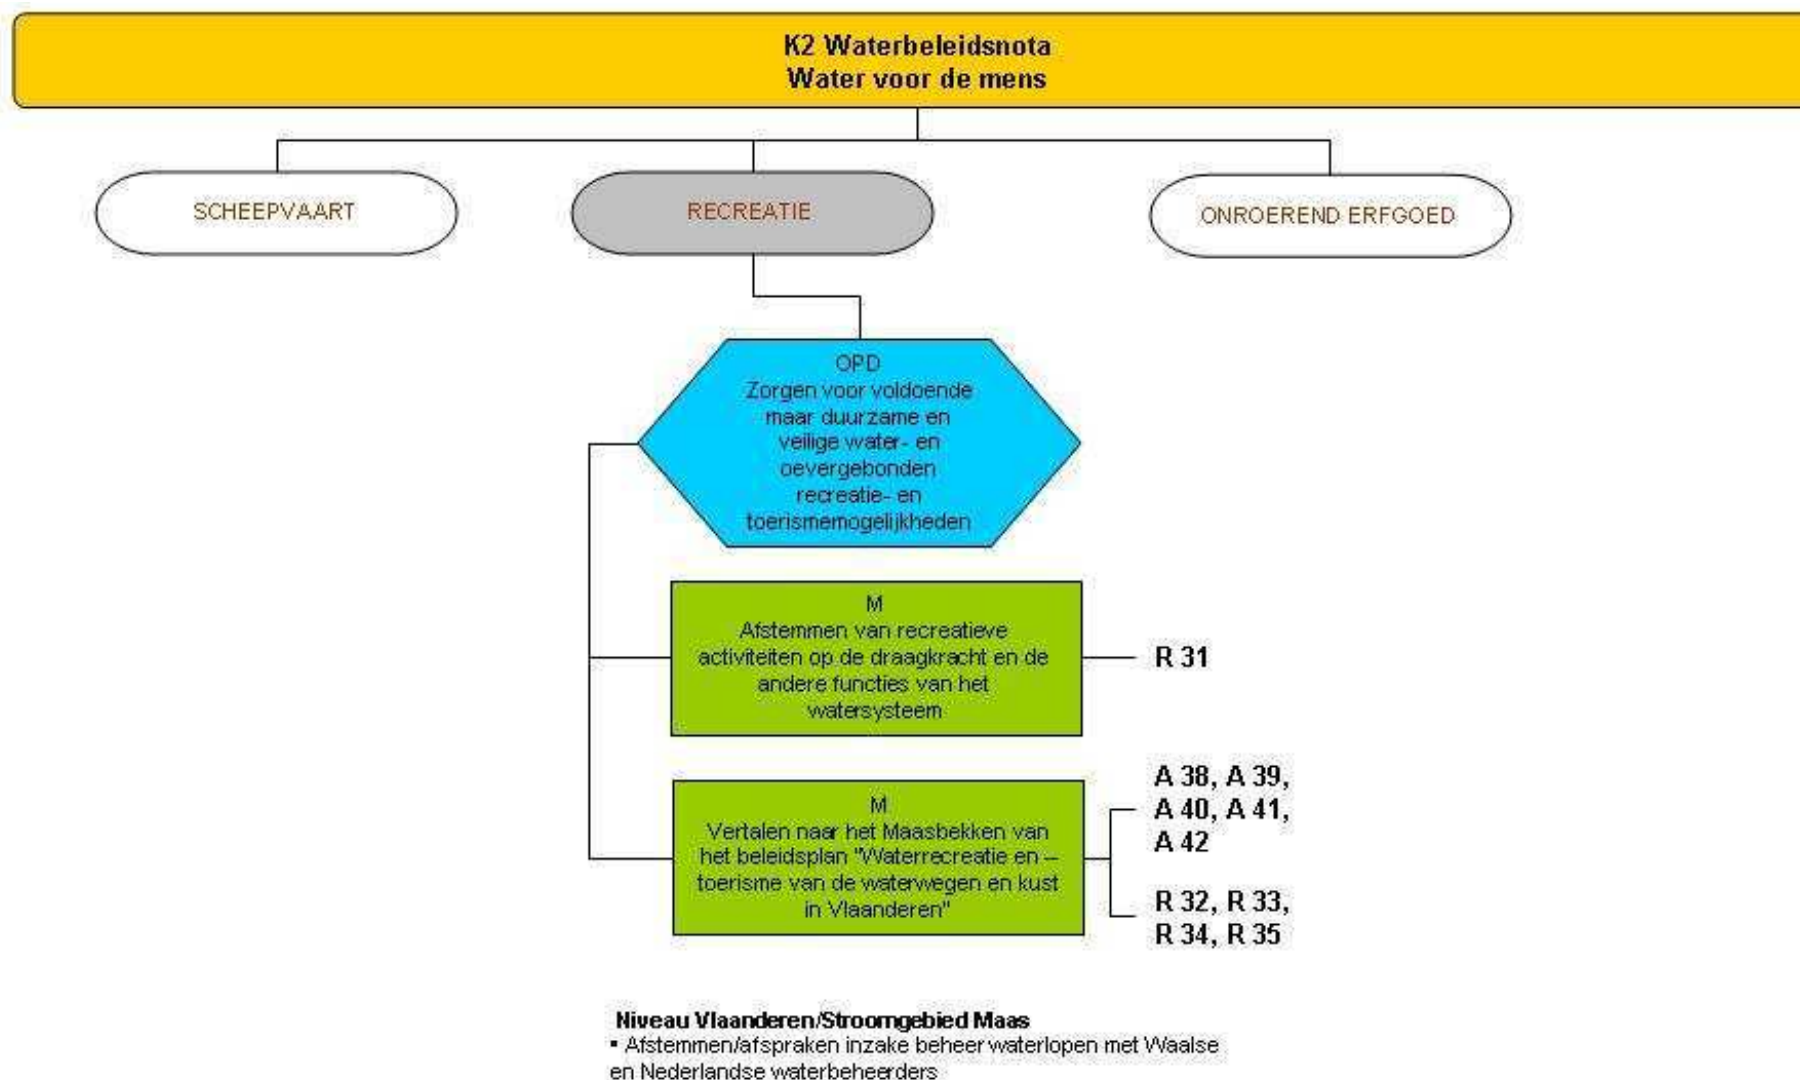 K2 Waterbeleidsnota
Water voor de mens
SCHEEPVAART
RECREATIE
ONROEREND ERFGOED
OPD
Zorgen voor voldoende
maar duurzame en
veilige water- en
oevergebonden
recreatie- en
toerismemogelijkheden
M
Afstemmen van recreatieve
activiteiten op de draagkracht en de
andere functies van het
watersysteem
R 31
M
Vertalen naar het Maasbekken van
het beleidsplan "Waterrecreatie en –
toerisme van de waterwegen en kust
in Vlaanderen"
A 38, A 39,
A 40, A 41,
A 42
R 32, R 33,
R 34, R 35
Niveau Vlaanderen/Stroomgebied Maas
▪ Afstemmen/afspraken inzake beheer waterlopen met Waalse
en Nederlandse waterbeheerders